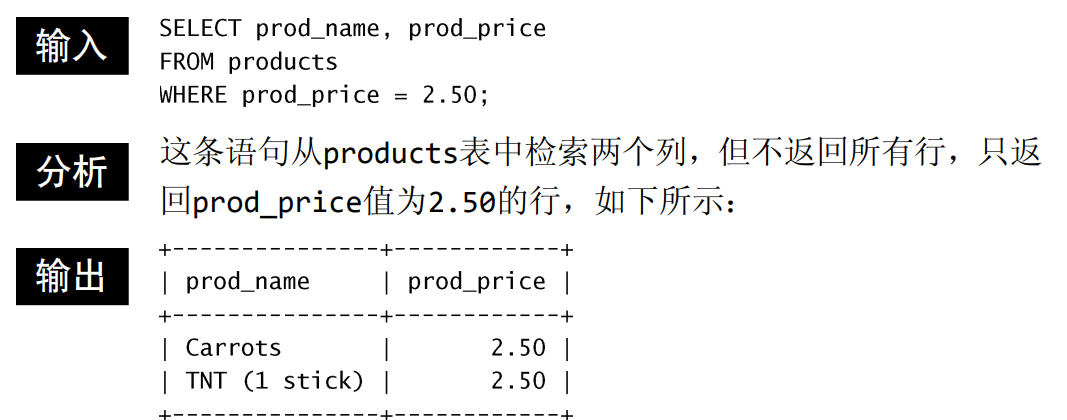 输入
SELECT prod_name, prod_price
FROM products
WHERE prod_price = 2.50;
分析
这条语句从products表中检索两个列，但不返回所有行，只返
回prod_price值为2.50的行，如下所示：
输出
+---------------+------------+
| prod_name     | prod_price |
+---------------+------------+
| Carrots       |       2.50 |
| TNT (1 stick) |       2.50 |
+---------------+------------+